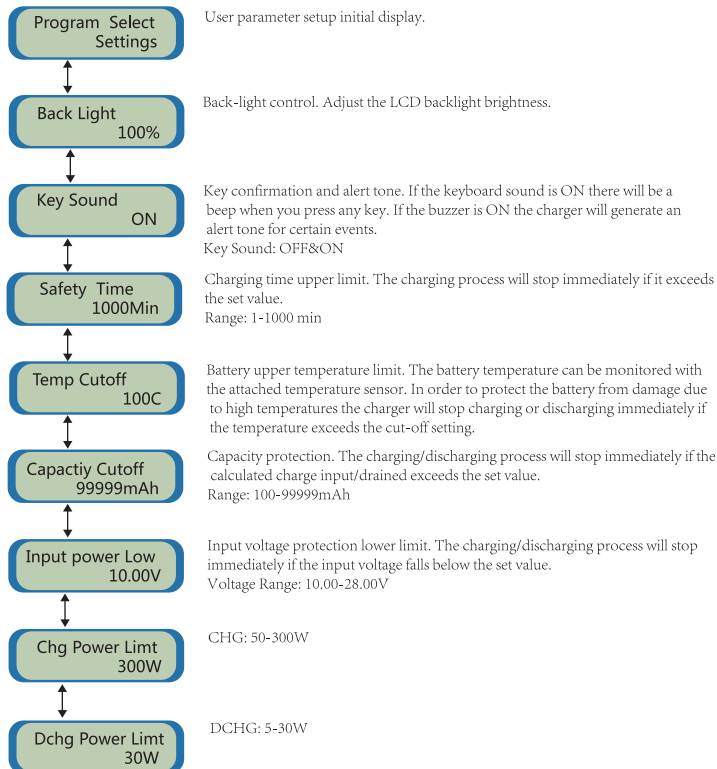 Program Select
Settings
User parameter setup initial display.
Back Light
100%
Back-light control. Adjust the LCD backlight brightness.
Key Sound
ON
Key confirmation and alert tone. If the keyboard sound is ON there will be a
beep when you press any key. If the buzzer is ON the charger will generate an
alert tone for certain events.
Key Sound: OFF&ON
Safety Time
1000Min
Charging time upper limit. The charging process will stop immediately if it exceeds
the set value.
Range: 1-1000 min
Temp Cutoff
100C
Battery upper temperature limit. The battery temperature can be monitored with
the attached temperature sensor. In order to protect the battery from damage due
to high temperatures the charger will stop charging or discharging immediately if
the temperature exceeds the cut-off setting.
Capactiy Cutoff
99999mAh
Capacity protection. The charging/discharging process will stop immediately if the
calculated charge input/drained exceeds the set value.
Range: 100-99999mAh
Input power Low
10.00V
Input voltage protection lower limit. The charging/discharging process will stop
immediately if the input voltage falls below the set value.
Voltage Range: 10.00-28.00V
Chg Power Limt
300W
CHG: 50-300W
Dchg Power Limt
30W
DCHG: 5-30W